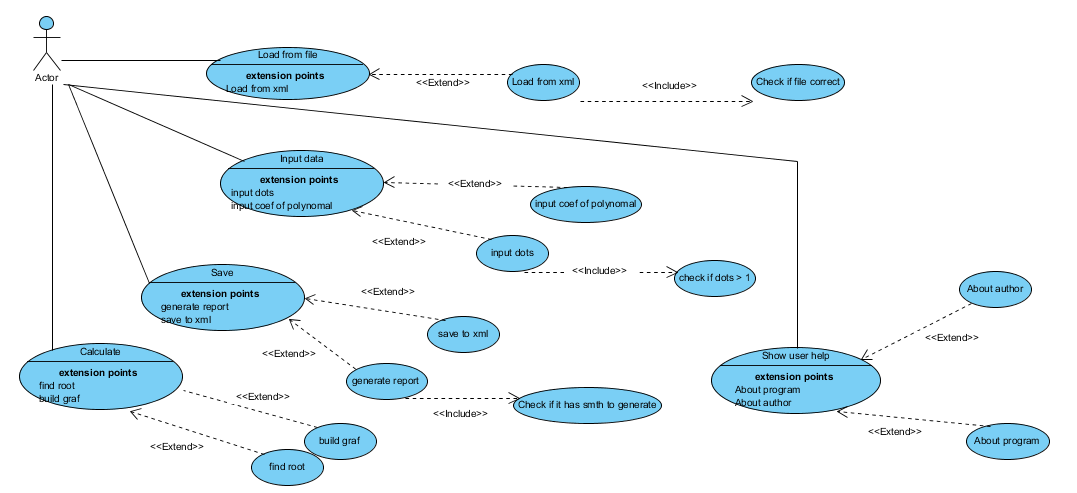 Actor
Load from file
extension points
Load from xml
<<Extend>>
Load from xml
<<Include>>
Check if file correct
Input data
extension points
input dots
input coef of polynomal
<<Extend>>
input coef of polynomal
<<Extend>>
input dots
<<Include>>
check if dots > 1
Save
extension points
generate report
save to xml
<<Extend>>
save to xml
<<Extend>>
generate report
<<Include>>
Check if it has smth to generate
Calculate
extension points
find root
build graf
<<Extend>>
build graf
<<Extend>>
find root
Show user help
extension points
About program
About author
About author
<<Extend>>
<<Extend>>
About program